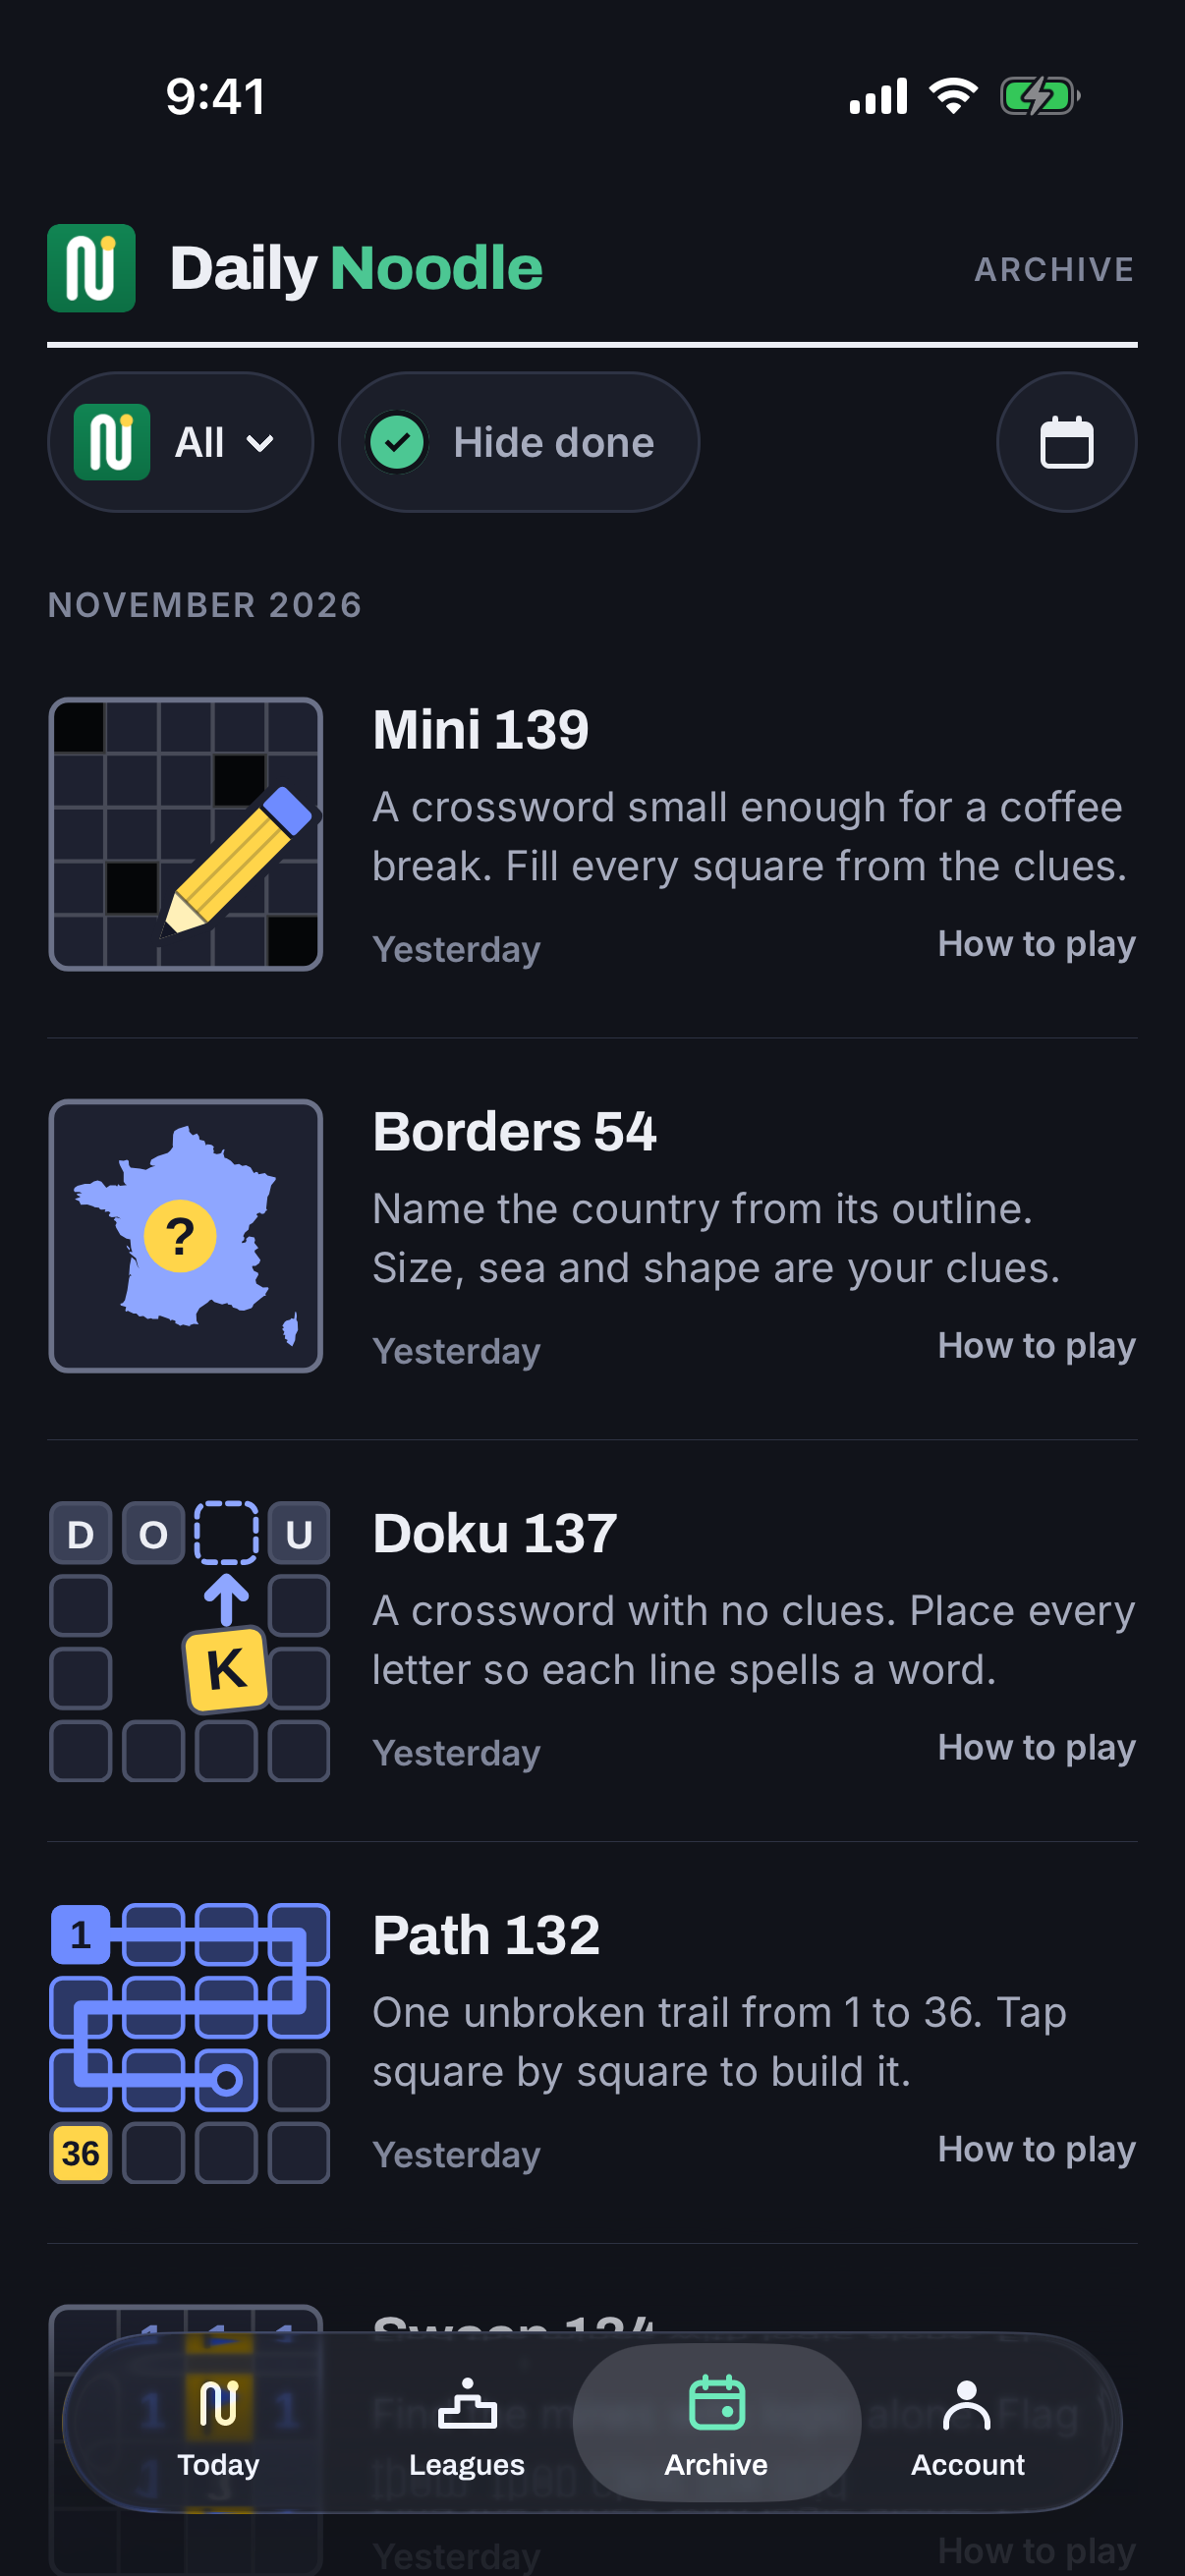 9:41
Daily Noodle
ARCHIVE
All
Hide done
NOVEMBER 2026
Mini 139
A crossword small enough for a coffee
break. Fill every square from the clues.
Yesterday
How to play
?
Borders 54
Name the country from its outline.
Size, sea and shape are your clues.
Yesterday
How to play
D O U
K
Doku 137
A crossword with no clues. Place every
letter so each line spells a word.
Yesterday
How to play
1
36
Path 132
One unbroken trail from 1 to 36. Tap
square by square to build it.
Yesterday
How to play
1 1 1
1 1
Today
Leagues
Archive
Account
Yesterday
How to play